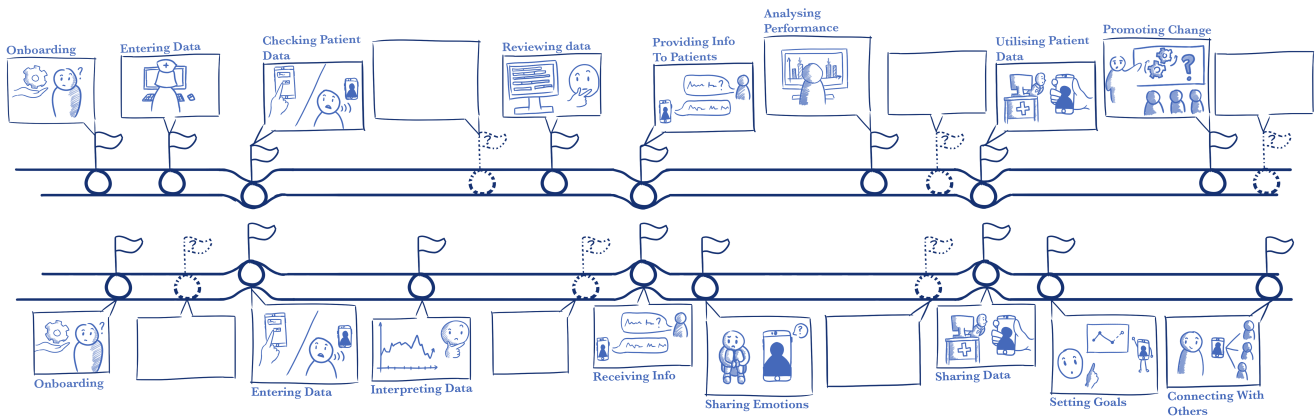 Onboarding
Entering Data
Checking Patient
Data
Reviewing data
Providing Info
To Patients
Analysing
Performance
Utilising Patient
Data
Promoting Change
?
?
?
?
?
?
?
?
?
?
?
?
?
Onboarding
Entering Data
Interpreting Data
Receiving Info
Sharing Emotions
Sharing Data
Setting Goals
Connecting With
Others